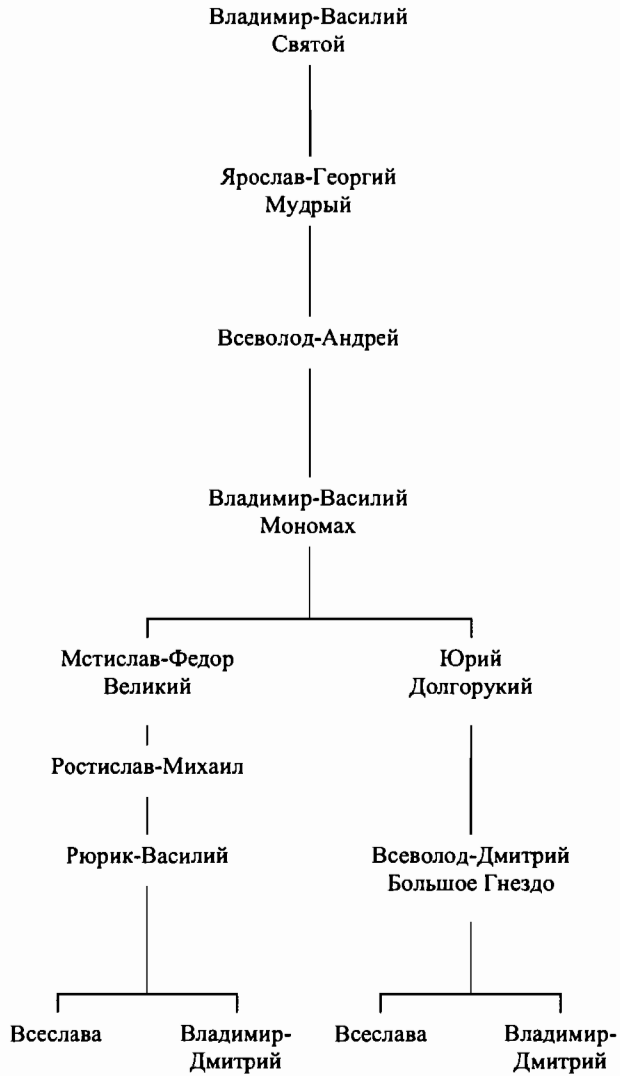 Владимир-Василий
Святой
Ярослав-Георгий
Мудрый
Всеволод-Андрей
Владимир-Василий
Мономах
Мстислав-Федор
Великий
Юрий
Долгорукий
Ростислав-Михаил
Рюрик-Василий
Всеволод-Дмитрий
Большое Гнездо
Всеслава
Владимир-
Дмитрий
Всеслава
Владимир-
Дмитрий